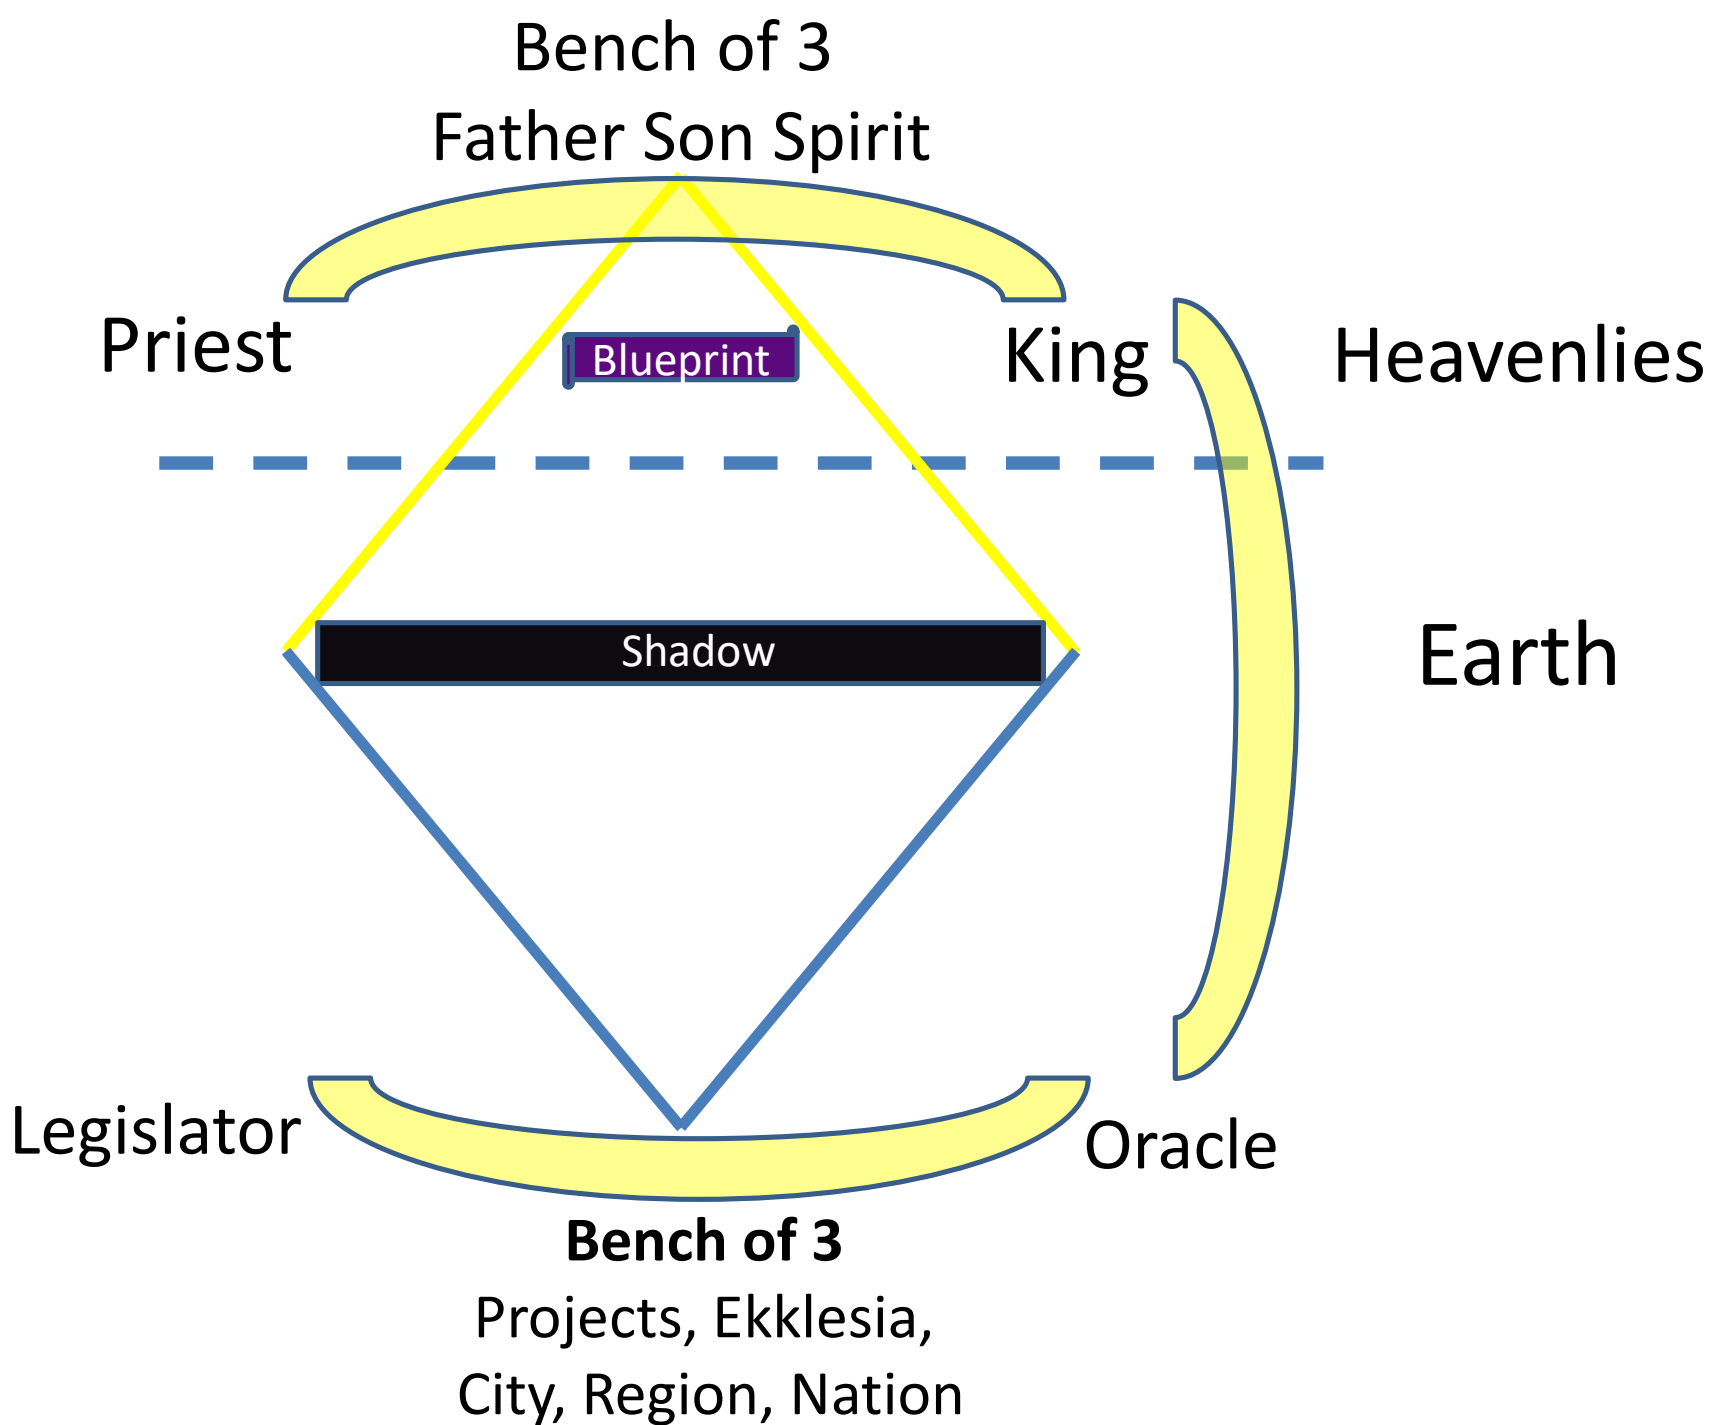 Bench of 3
Father Son Spirit
Priest
Blueprint
King
Heavenlies
Shadow
Earth
Legislator
Oracle
Bench of 3
Projects, Ekklesia,
City, Region, Nation